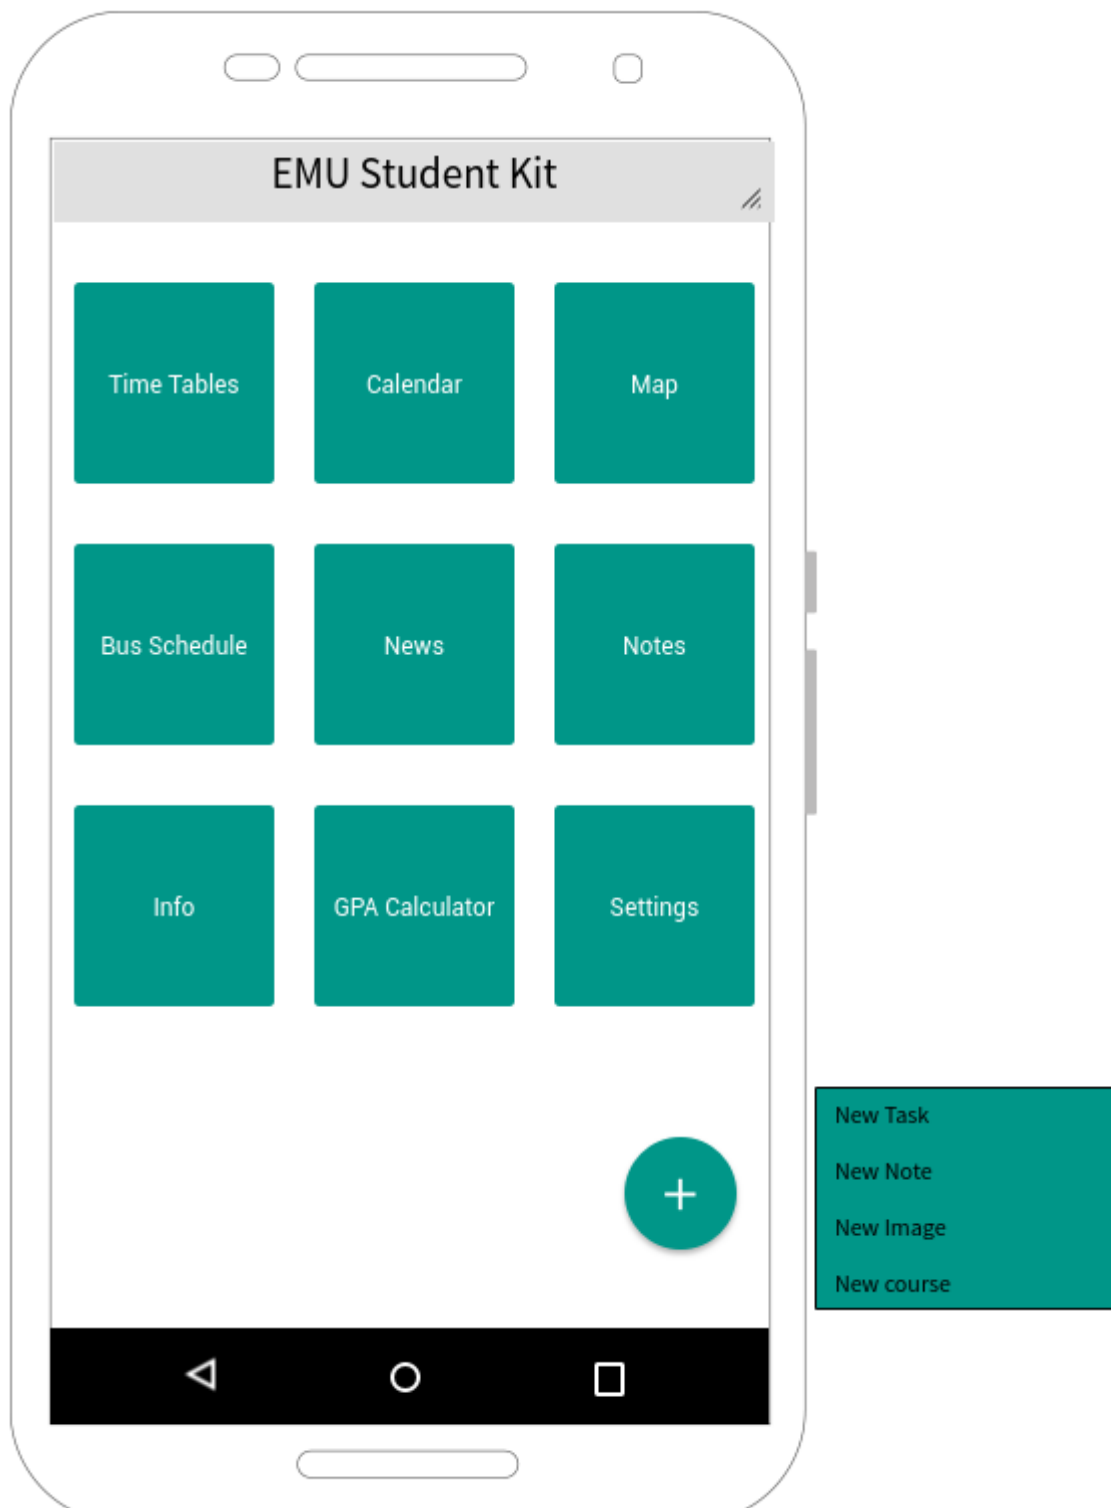 EMU Student Kit
Time Tables
Calendar
Map
Bus Schedule
News
Notes
Info
GPA Calculator
Settings
+
New Task
New Note
New Image
New course